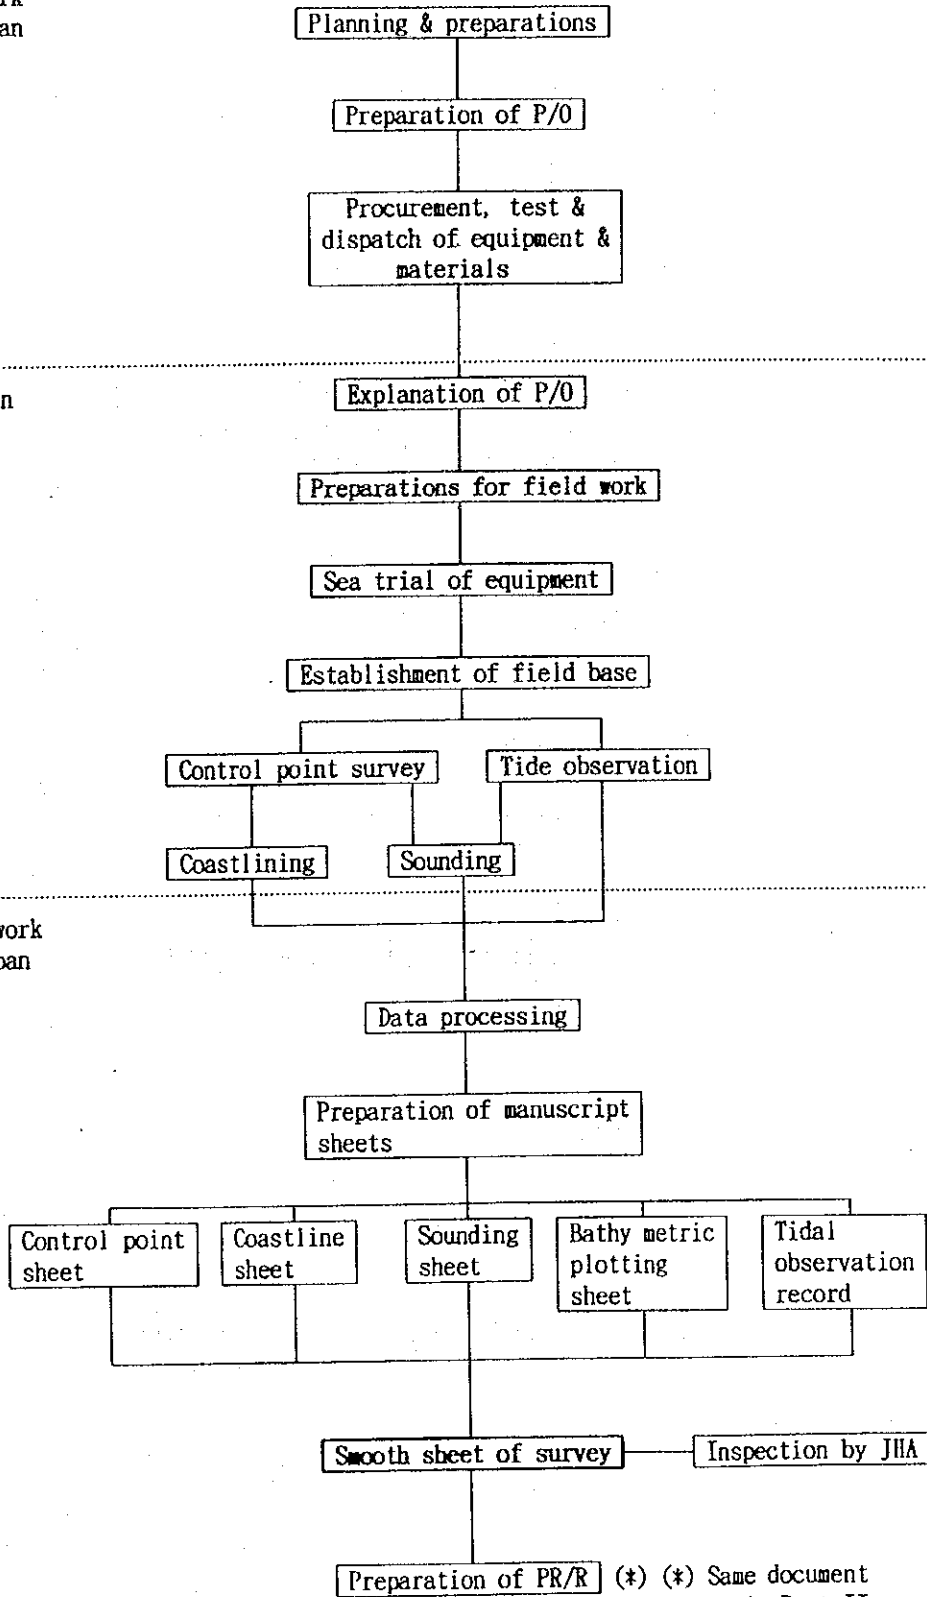 Planning & preparations
Preparation of P/O
Procurement, test &
dispatch of equipment &
materials
Explanation of P/O
Preparations for field work
Sea trial of equipment
Establishment of field base
Control point survey
Tide observation
Coastlining
Sounding
Data processing
Preparation of manuscript
sheets
Control point
sheet
Coastline
sheet
Sounding
sheet
Bathy metric
plotting
sheet
Tidal
observation
record
Smooth sheet of survey
Inspection by JHA
Preparation of PR/R (*) (*) Same document